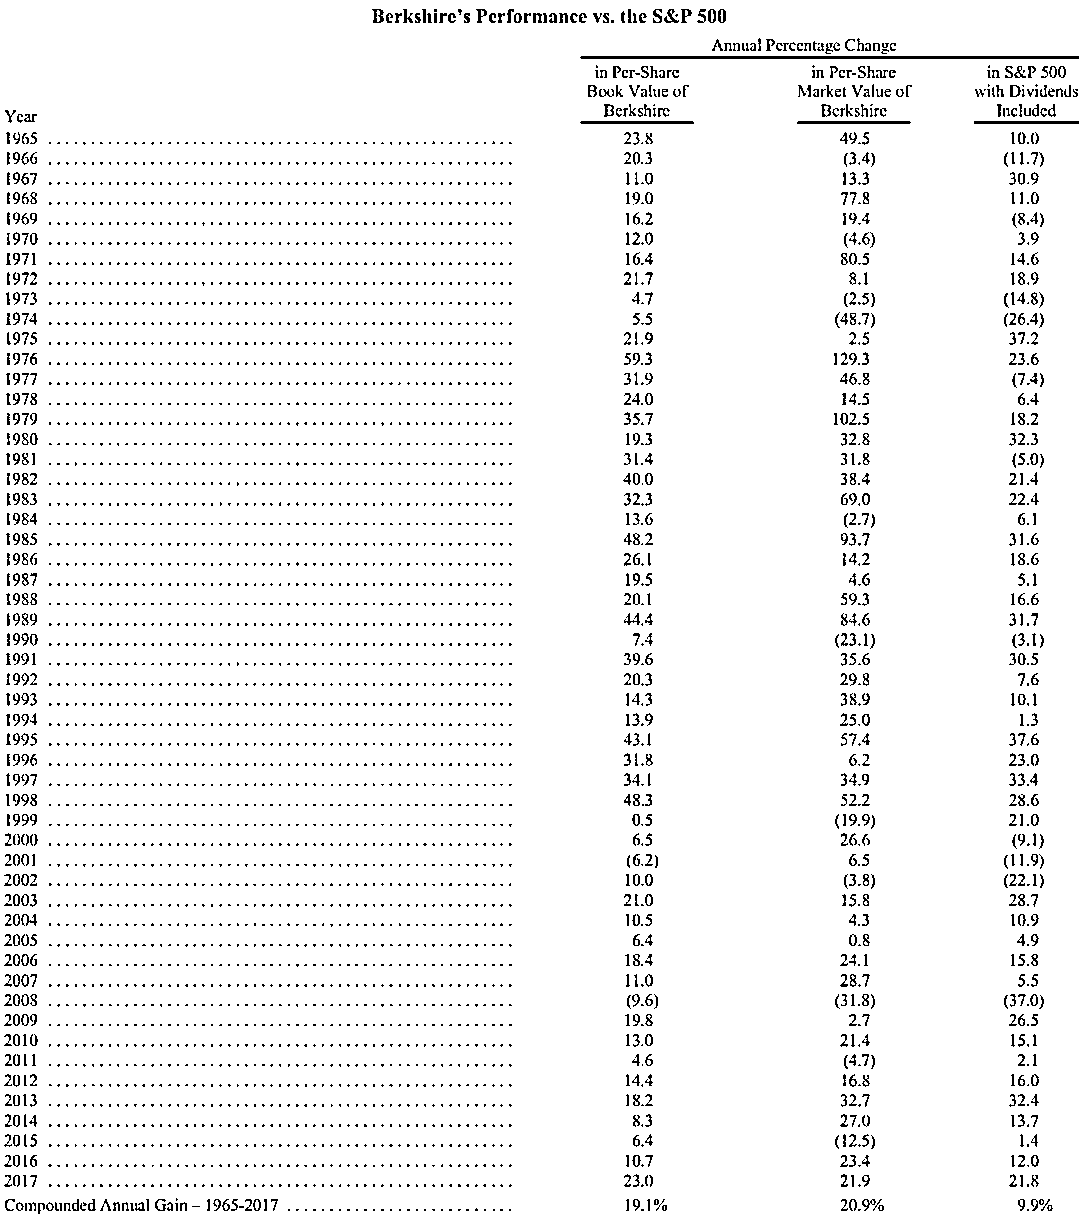 Berkshire's Performance vs. the S&P 500
Annual Percentage Change
in Per-Share in Per-Share in S&P 500
Book Value of Market Value of with Dividends
Year Berkshire Berkshire Included
1965 23.8 49.5 10.0
1966 20.3 (3.4) (11.7)
1967 11.0 13.3 30.9
1968 19.0 77.8 11.0
1969 16.2 19.4 (8.4)
1970 12.0 (4.6) 3.9
1971 16.4 80.5 14.6
1972 21.7 8.1 18.9
1973 4.7 (2.5) (14.8)
1974 5.5 (48.7) (26.4)
1975 21.9 2.5 37.2
1976 59.3 129.3 23.6
1977 31.9 46.8 (7.4)
1978 24.0 14.5 6.4
1979 35.7 102.5 18.2
1980 19.3 32.8 32.3
1981 31.4 31.8 (5.0)
1982 40.0 38.4 21.4
1983 32.3 69.0 22.4
1984 13.6 (2.7) 6.1
1985 48.2 93.7 31.6
1986 26.1 14.2 18.6
1987 19.5 4.6 5.1
1988 20.1 59.3 16.6
1989 44.4 84.6 31.7
1990 7.4 (23.1) (3.1)
1991 39.6 35.6 30.5
1992 20.3 29.8 7.6
1993 14.3 38.9 10.1
1994 13.9 25.0 1.3
1995 43.1 57.4 37.6
1996 31.8 6.2 23.0
1997 34.1 34.9 33.4
1998 48.3 52.2 28.6
1999 0.5 (19.9) 21.0
2000 6.5 26.6 (9.1)
2001 (6.2) 6.5 (11.9)
2002 10.0 (3.8) (22.1)
2003 21.0 15.8 28.7
2004 10.5 4.3 10.9
2005 6.4 0.8 4.9
2006 18.4 24.1 15.8
2007 11.0 28.7 5.5
2008 (9.6) (31.8) (37.0)
2009 19.8 2.7 26.5
2010 13.0 21.4 15.1
2011 4.6 (4.7) 2.1
2012 14.4 16.8 16.0
2013 18.2 32.7 32.4
2014 8.3 27.0 13.7
2015 6.4 (12.5) 1.4
2016 10.7 23.4 12.0
2017 23.0 21.9 21.8
Compounded Annual Gain – 1965-2017 19.1% 20.9% 9.9%